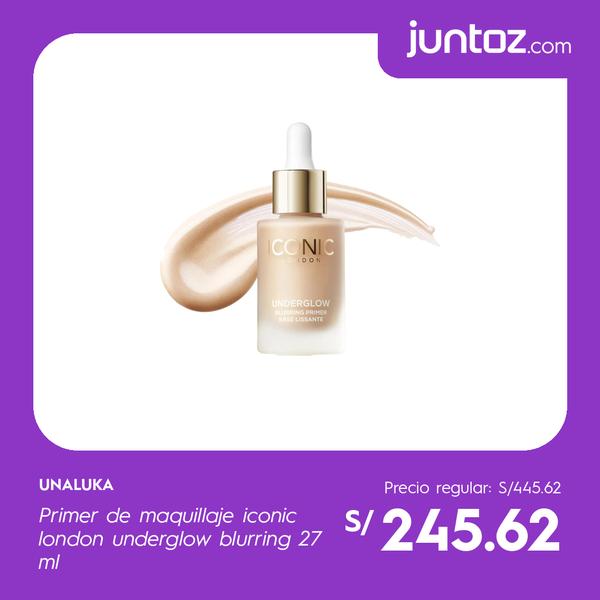 juntoz.com
ICONIC
LONDON
UNDERGLOW
BLURRING PRIMER
BASE LISSANTE
UNALUKA
Primer de maquillaje iconic
london underglow blurring 27
ml
Precio regular: S/445.62
S/ 245.62